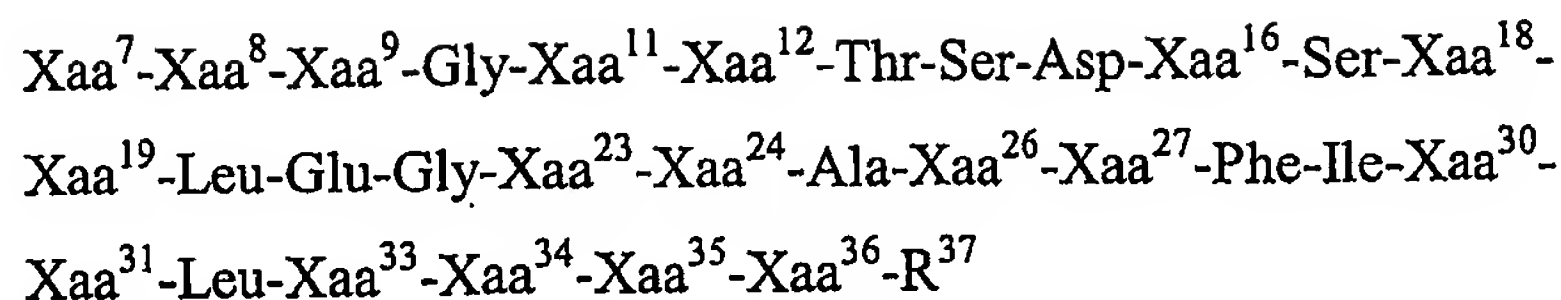 Xaa⁷-Xaa⁸-Xaa⁹-Gly-Xaa¹¹-Xaa¹²-Thr-Ser-Asp-Xaa¹⁶-Ser-Xaa¹⁸-
Xaa¹⁹-Leu-Glu-Gly-Xaa²³-Xaa²⁴-Ala-Xaa²⁶-Xaa²⁷-Phe-Ile-Xaa³⁰-
Xaa³¹-Leu-Xaa³³-Xaa³⁴-Xaa³⁵-Xaa³⁶-R³⁷